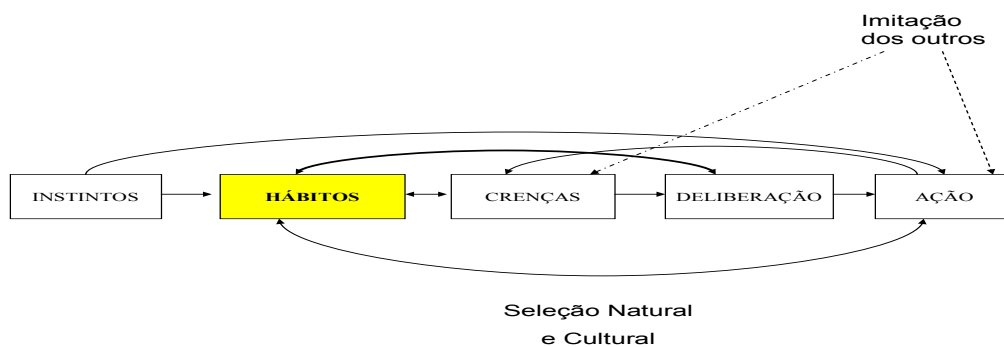 Imitação
dos outros
INSTINTOS
HÁBITOS
CRENÇAS
DELIBERAÇÃO
AÇÃO
Seleção Natural
e Cultural